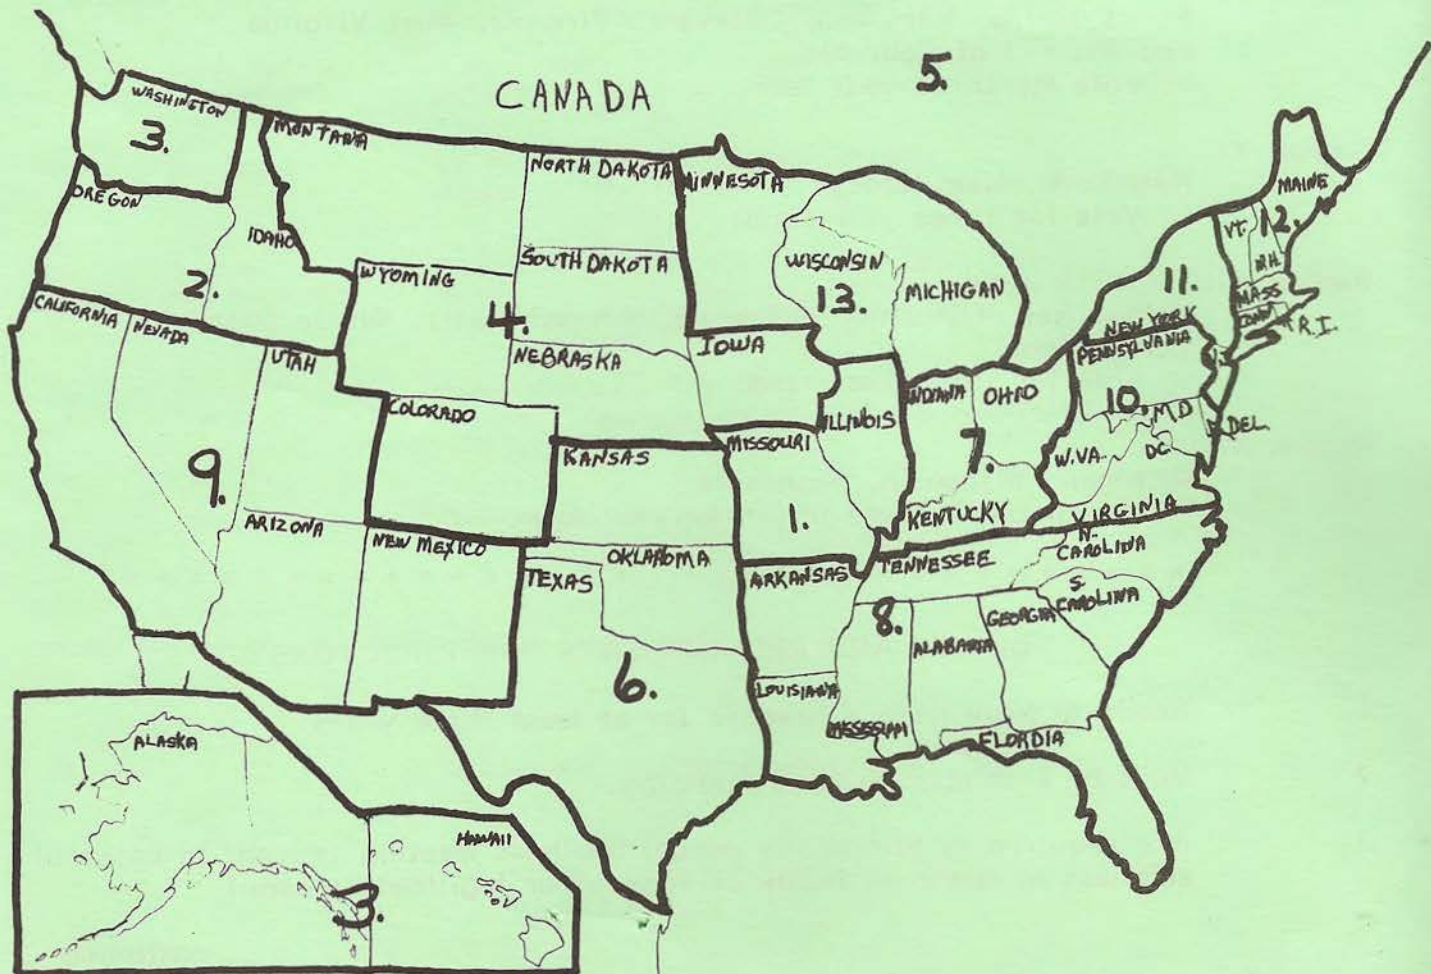 CANADA
5.
WASHINGTON
3.
MONTANA
NORTH DAKOTA
MINNESOTA
MAINE
OREGON
IDAHO
VT.
12.
N.H.
WYOMING
SOUTH DAKOTA
WISCONSIN
13.
MICHIGAN
11.
MASS
2.
4.
CALIFORNIA
NEVADA
NEW YORK
CONN
R.I.
UTAH
NEBRASKA
IOWA
PENNSYLVANIA
N.J.
COLORADO
ILLINOIS
INDIANA
OHIO
10.
MD
DEL.
KANSAS
MISSOURI
7.
W.VA.
DC.
9.
1.
KENTUCKY
VIRGINIA
ARIZONA
NEW MEXICO
OKLAHOMA
TENNESSEE
N.
CAROLINA
TEXAS
ARKANSAS
S.
CAROLINA
8.
GEORGIA
ALABAMA
6.
LOUISIANA
MISSISSIPPI
FLORDIA
ALASKA
HAWAII
3.